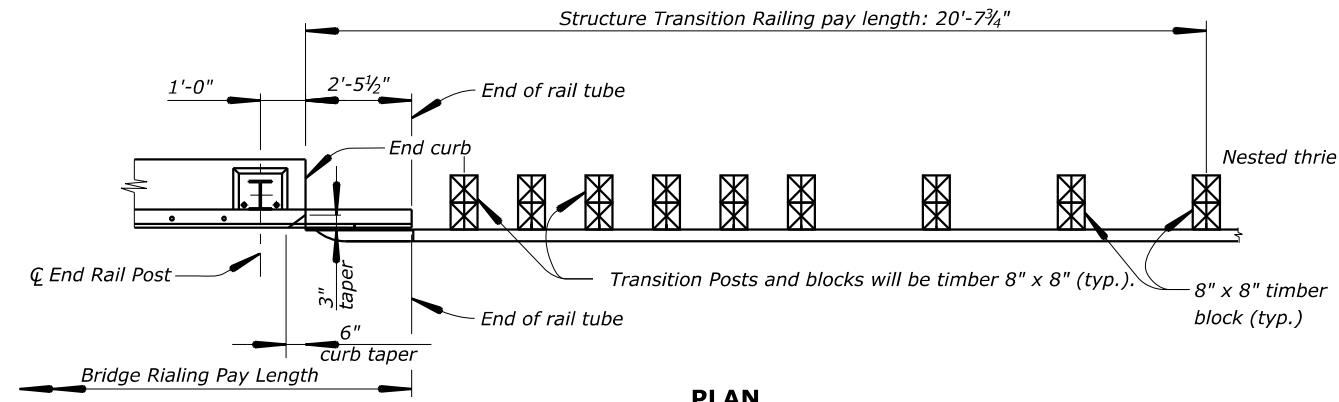 Structure Transition Railing pay length: 20'-7¾"
1'-0"
2'-5½"
End of rail tube
End curb
Nested thrie
℄ End Rail Post
3"
taper
Transition Posts and blocks will be timber 8" x 8" (typ.).
8" x 8" timber
block (typ.)
End of rail tube
6"
curb taper
Bridge Rialing Pay Length
PLAN